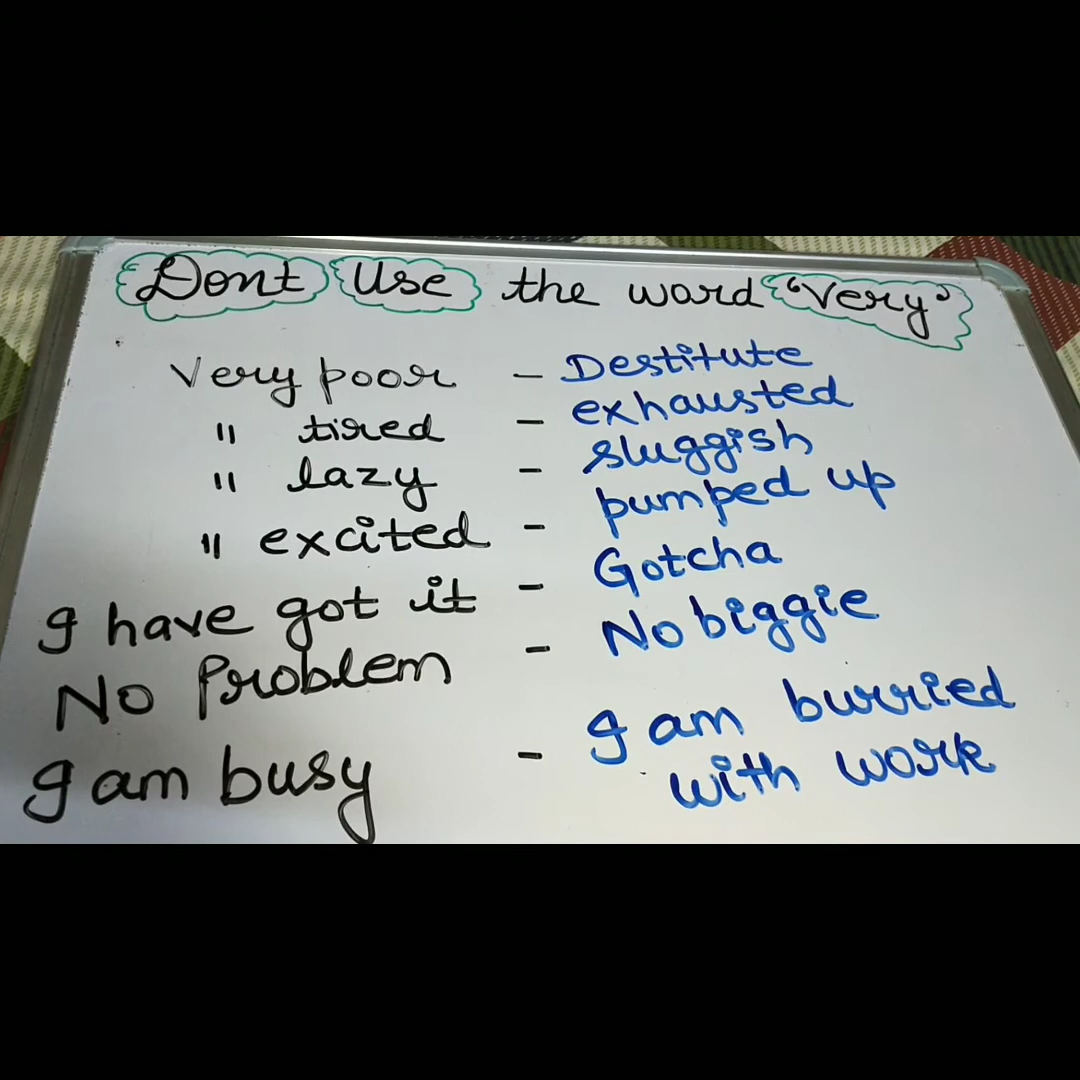 Dont Use the word "Very"
Very poor - Destitute
" tired - exhausted
" lazy - sluggish
" excited - pumped up
I have got it - Gotcha
No Problem - No biggie
I am busy - I am burried
with work